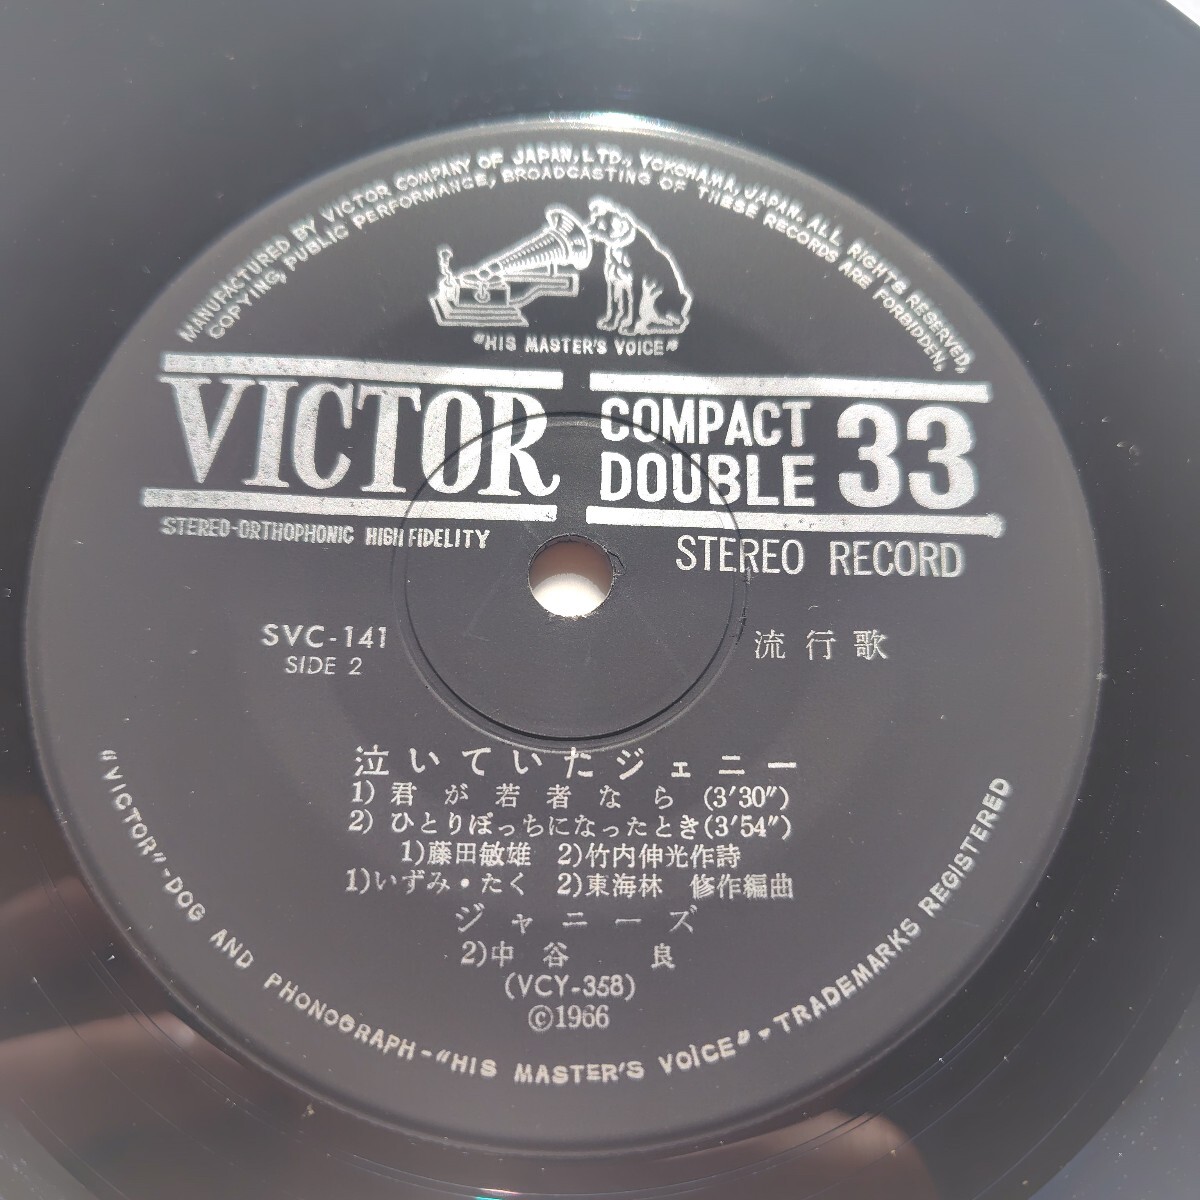 MANUFACTURED BY VICTOR COMPANY OF JAPAN, LTD., YOKOHAMA, JAPAN. ALL RIGHTS RESERVED,
COPYING, PUBLIC PERFORMANCE, BROADCASTING OF THESE RECORDS ARE FORBIDDEN.
"HIS MASTER'S VOICE"
VICTOR
COMPACT DOUBLE 33
STEREO-ORTHOPHONIC HIGH FIDELITY
STEREO RECORD
SVC-141
SIDE 2
流行歌
泣いていたジェニー
1) 君が若者なら (3'30")
2) ひとりぼっちになったとき(3'54")
1)藤田敏雄 2)竹内伸光作詩
1)いずみ・たく 2)東海林 修作編曲
ジャニーズ
2)中谷 良
(VCY-358)
©1966
"VICTOR"-DOG AND PHONOGRAPH-"HIS MASTER'S VOICE"-TRADEMARKS REGISTERED